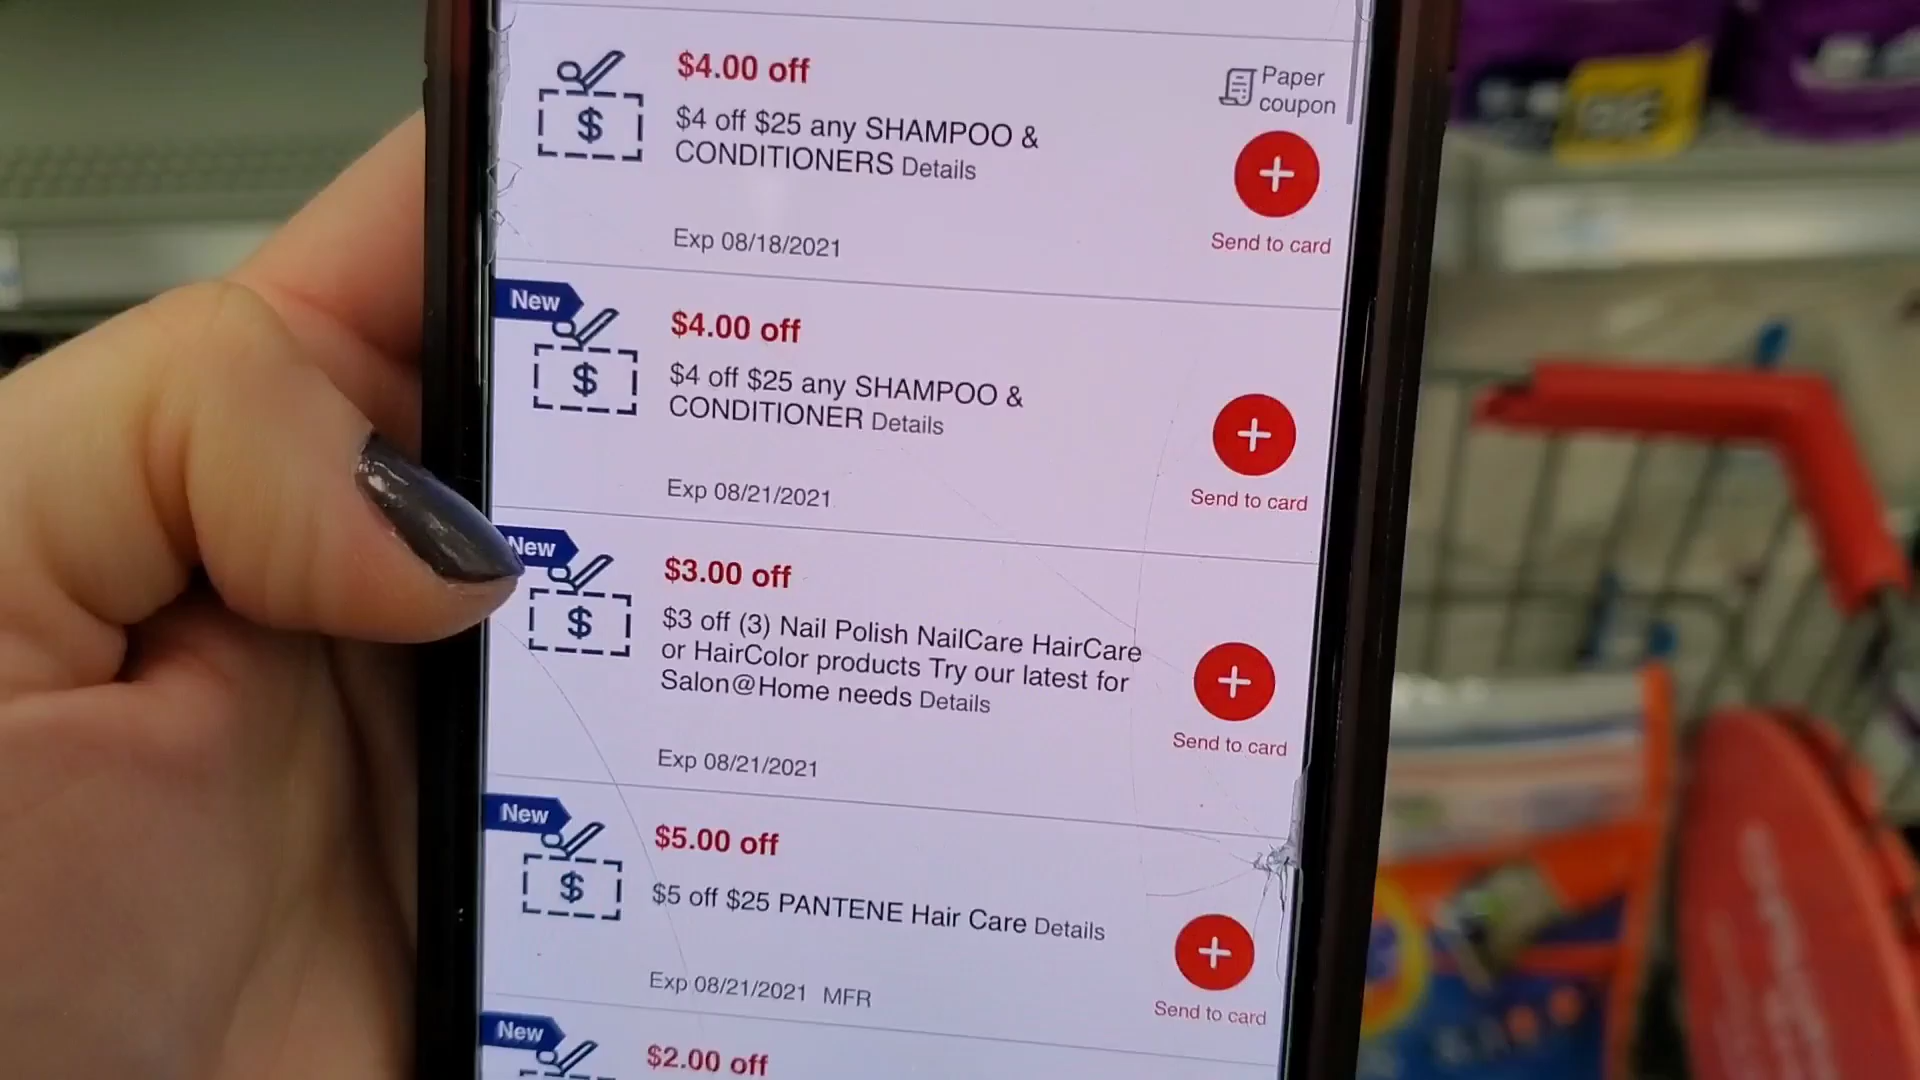 $4.00 off
Paper
coupon
$4 off $25 any SHAMPOO &
CONDITIONERS Details
Exp 08/18/2021
Send to card
New
$4.00 off
$4 off $25 any SHAMPOO &
CONDITIONER Details
Exp 08/21/2021
Send to card
New
$3.00 off
$3 off (3) Nail Polish NailCare HairCare
or HairColor products Try our latest for
Salon@Home needs Details
Exp 08/21/2021
Send to card
New
$5.00 off
$5 off $25 PANTENE Hair Care Details
Exp 08/21/2021 MFR
Send to card
New
$2.00 off